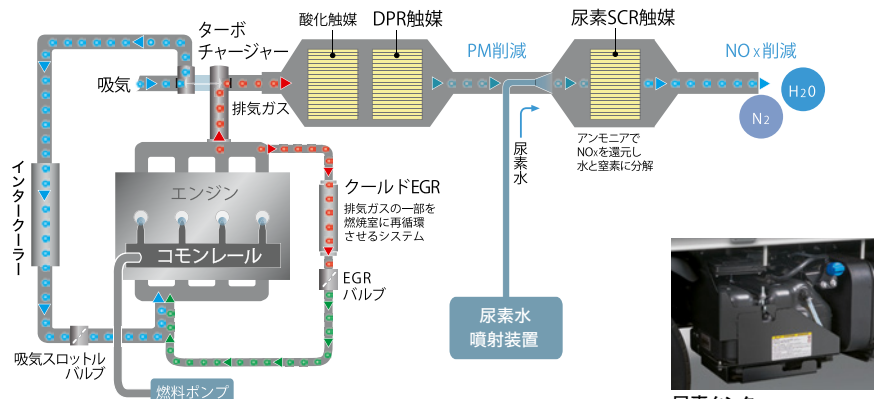 ターボ
チャージャー
酸化触媒
DPR触媒
尿素SCR触媒
PM削減
NOx削減
吸気
排気ガス
H20
N2
尿素水
アンモニアで
NOxを還元し
水と窒素に分解
インタークーラー
エンジン
コモンレール
クールドEGR
排気ガスの一部を
燃焼室に再循環
させるシステム
EGR
バルブ
尿素水
噴射装置
吸気スロットル
バルブ
燃料ポンプ